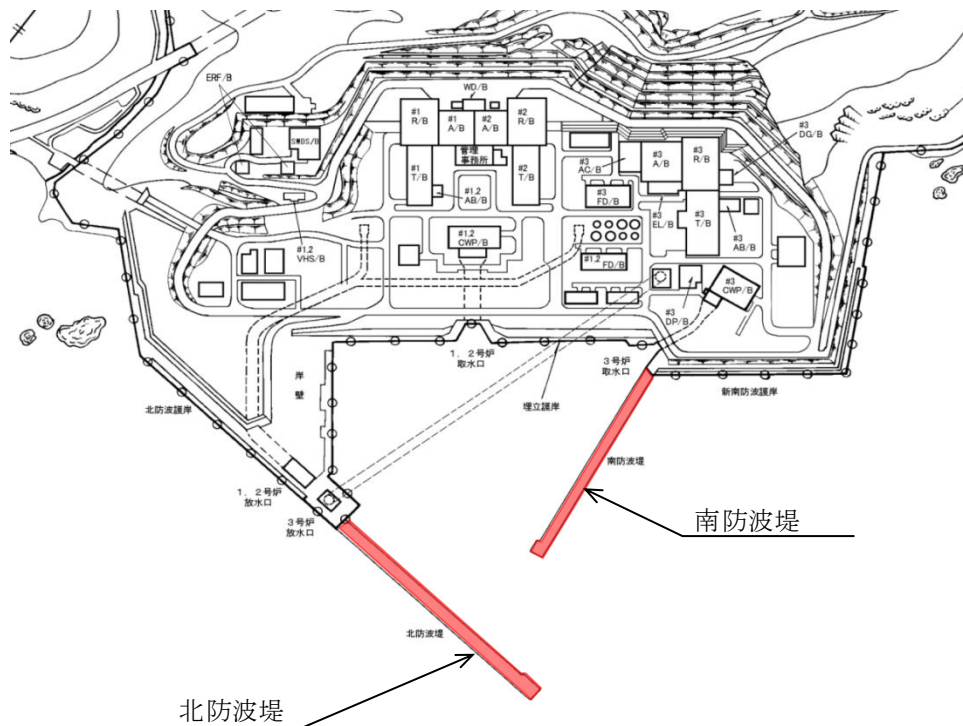 ERF/B
WD/B
#1
R/B
#1
A/B
#2
A/B
#2
R/B
#3
DG/B
SWDS/B
管理
事務所
#3
AC/B
#3
A/B
#3
R/B
#1
T/B
#1,2
AB/B
#2
T/B
#3
FD/B
#3
EL/B
#3
T/B
#3
AB/B
#1,2
VHS/B
#1,2
CWP/B
#1,2
FD/B
#3
DP/B
#3
CWP/B
岸
壁
1．2号炉
取水口
3号炉
取水口
北防波護岸
埋立護岸
新南防波護岸
南防波堤
1．2号炉
放水口
3号炉
放水口
南防波堤
北防波堤
北防波堤